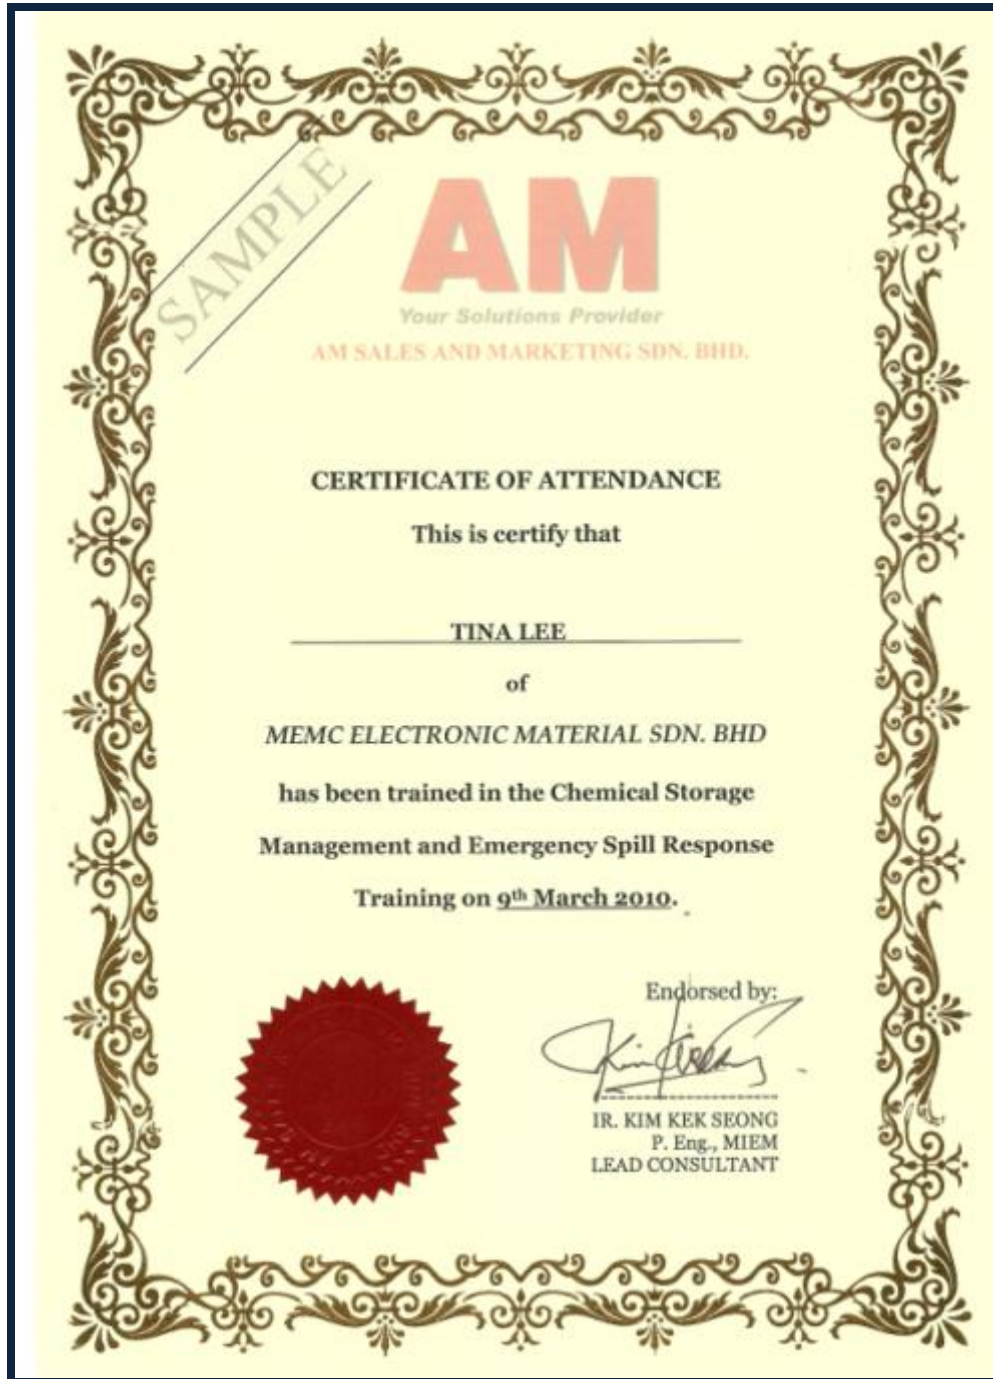 SAMPLE
AM
Your Solutions Provider
AM SALES AND MARKETING SDN. BHD.
CERTIFICATE OF ATTENDANCE
This is certify that
TINA LEE
of
MEMC ELECTRONIC MATERIAL SDN. BHD
has been trained in the Chemical Storage
Management and Emergency Spill Response
Training on 9th March 2010.
Endorsed by:
IR. KIM KEK SEONG
P. Eng., MIEM
LEAD CONSULTANT